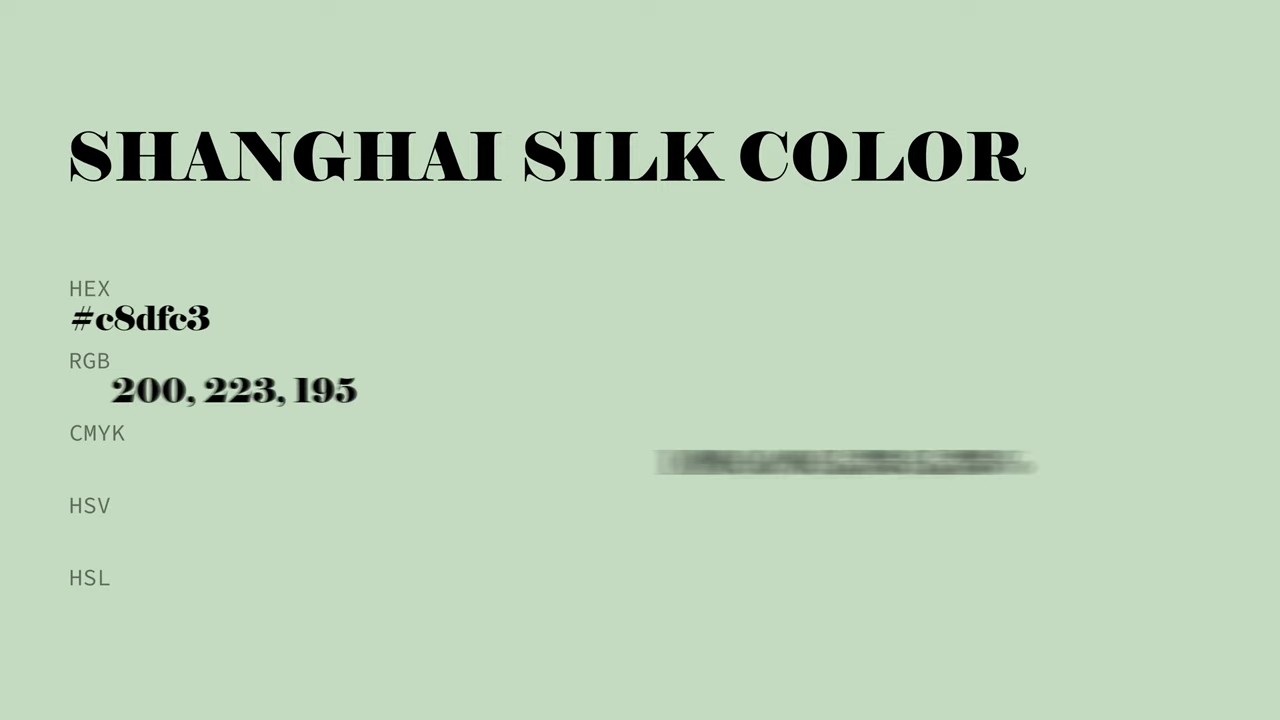 SHANGHAI SILK COLOR
HEX
#c8dfc3
RGB
200, 223, 195
CMYK
HSV
HSL